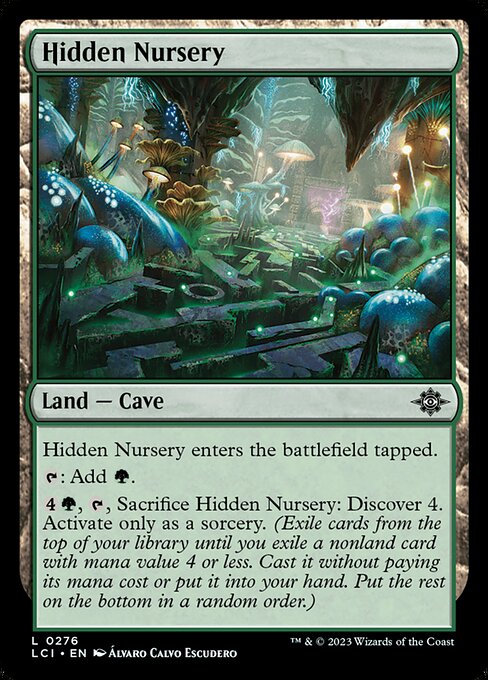 Hidden Nursery
Land — Cave
Hidden Nursery enters the battlefield tapped.
: Add .
4 , , Sacrifice Hidden Nursery: Discover 4.
Activate only as a sorcery. (Exile cards from the
top of your library until you exile a nonland card
with mana value 4 or less. Cast it without paying
its mana cost or put it into your hand. Put the rest
on the bottom in a random order.)
L 0276
LCI • EN Álvaro Calvo Escudero
™ & © 2023 Wizards of the Coast